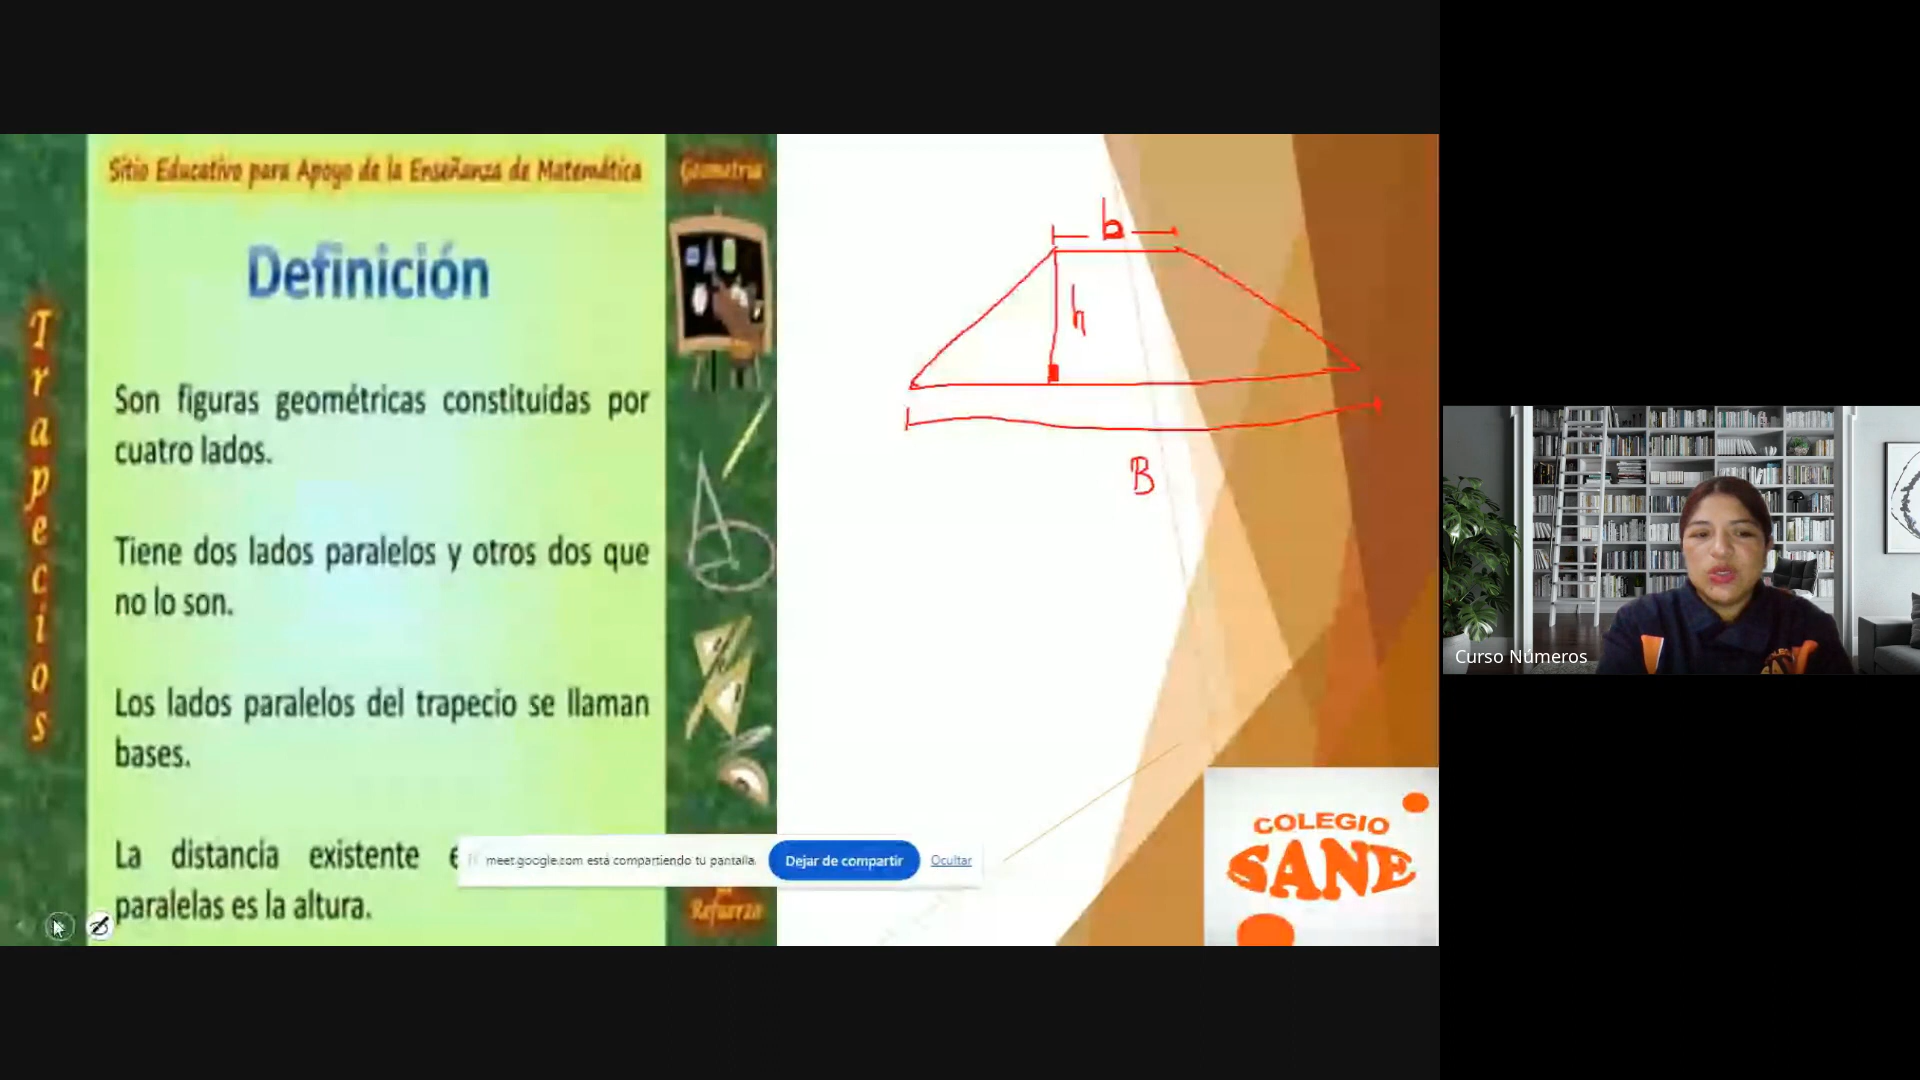 Sitio Educativo para Apoyo de la Enseñanza de Matemática
Geometría
Trapecios
Definición
Son figuras geométricas constituidas por
cuatro lados.
Tiene dos lados paralelos y otros dos que
no lo son.
Los lados paralelos del trapecio se llaman
bases.
La distancia existente
paralelas es la altura.
Refuerzo
b
h
B
meet.google.com está compartiendo tu pantalla.
Dejar de compartir
Ocultar
COLEGIO
SANE
Curso Números